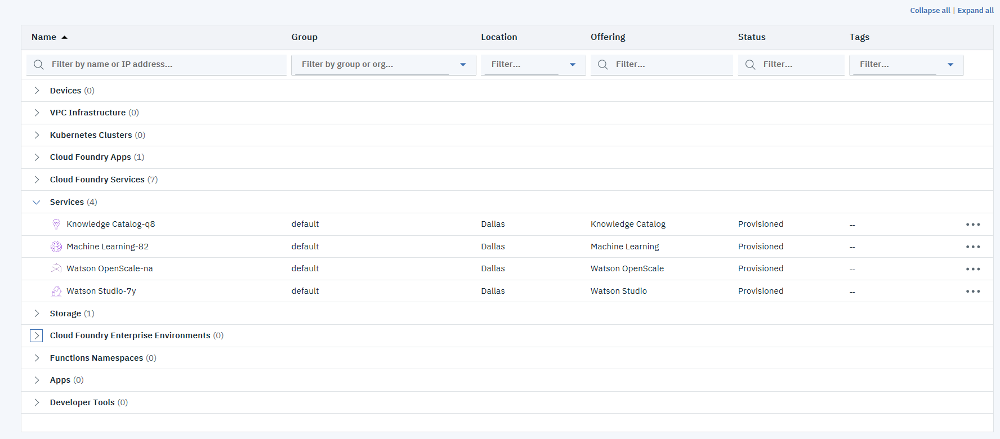 Collapse all | Expand all
Name Group Location Offering Status Tags
Filter by name or IP address... Filter by group or org... Filter... Filter... Filter... Filter...
Devices (0)
VPC Infrastructure (0)
Kubernetes Clusters (0)
Cloud Foundry Apps (1)
Cloud Foundry Services (7)
Services (4)
Knowledge Catalog-q8 default Dallas Knowledge Catalog Provisioned --
Machine Learning-82 default Dallas Machine Learning Provisioned --
Watson OpenScale-na default Dallas Watson OpenScale Provisioned --
Watson Studio-7y default Dallas Watson Studio Provisioned --
Storage (1)
Cloud Foundry Enterprise Environments (0)
Functions Namespaces (0)
Apps (0)
Developer Tools (0)